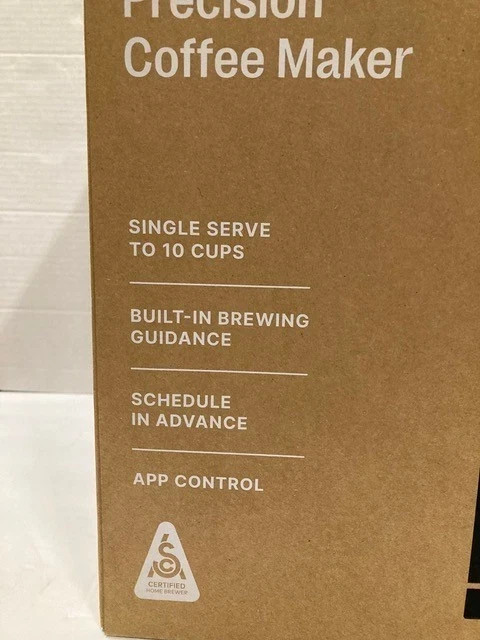 Precision
Coffee Maker
SINGLE SERVE
TO 10 CUPS
BUILT-IN BREWING
GUIDANCE
SCHEDULE
IN ADVANCE
APP CONTROL
SCA
CERTIFIED
HOME BREWER